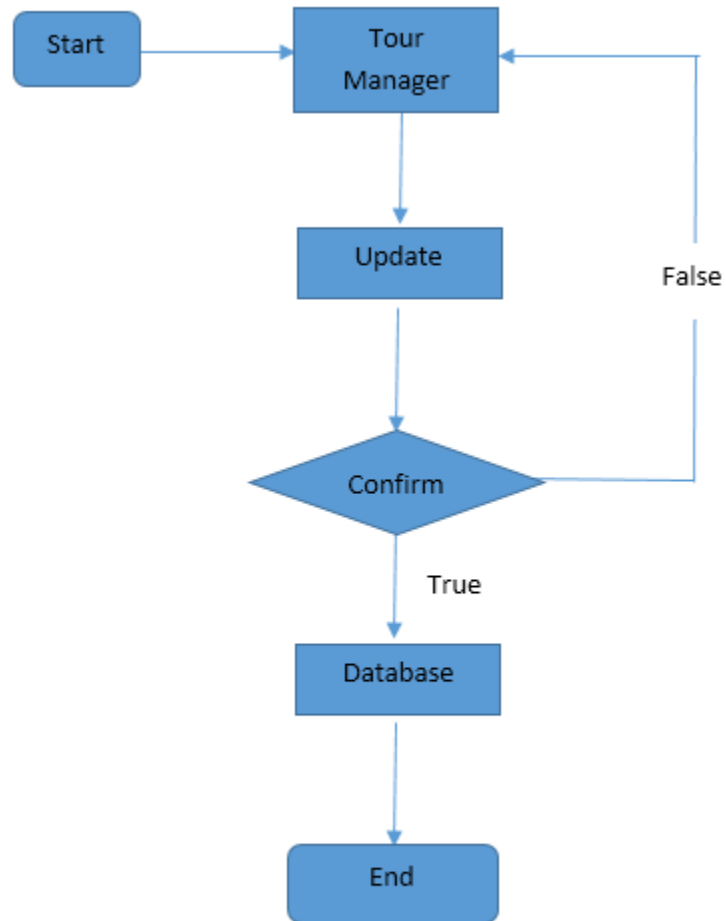 Start
Tour
Manager
Update
False
Confirm
True
Database
End